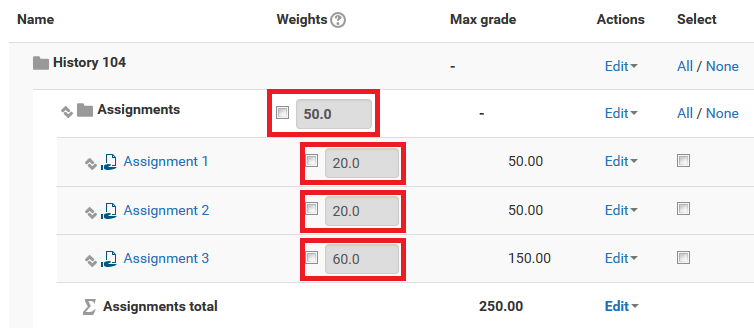 Name Weights ? Max grade Actions Select
History 104 - Edit All / None
Assignments 50.0 - Edit All / None
Assignment 1 20.0 50.00 Edit
Assignment 2 20.0 50.00 Edit
Assignment 3 60.0 150.00 Edit
Σ Assignments total 250.00 Edit